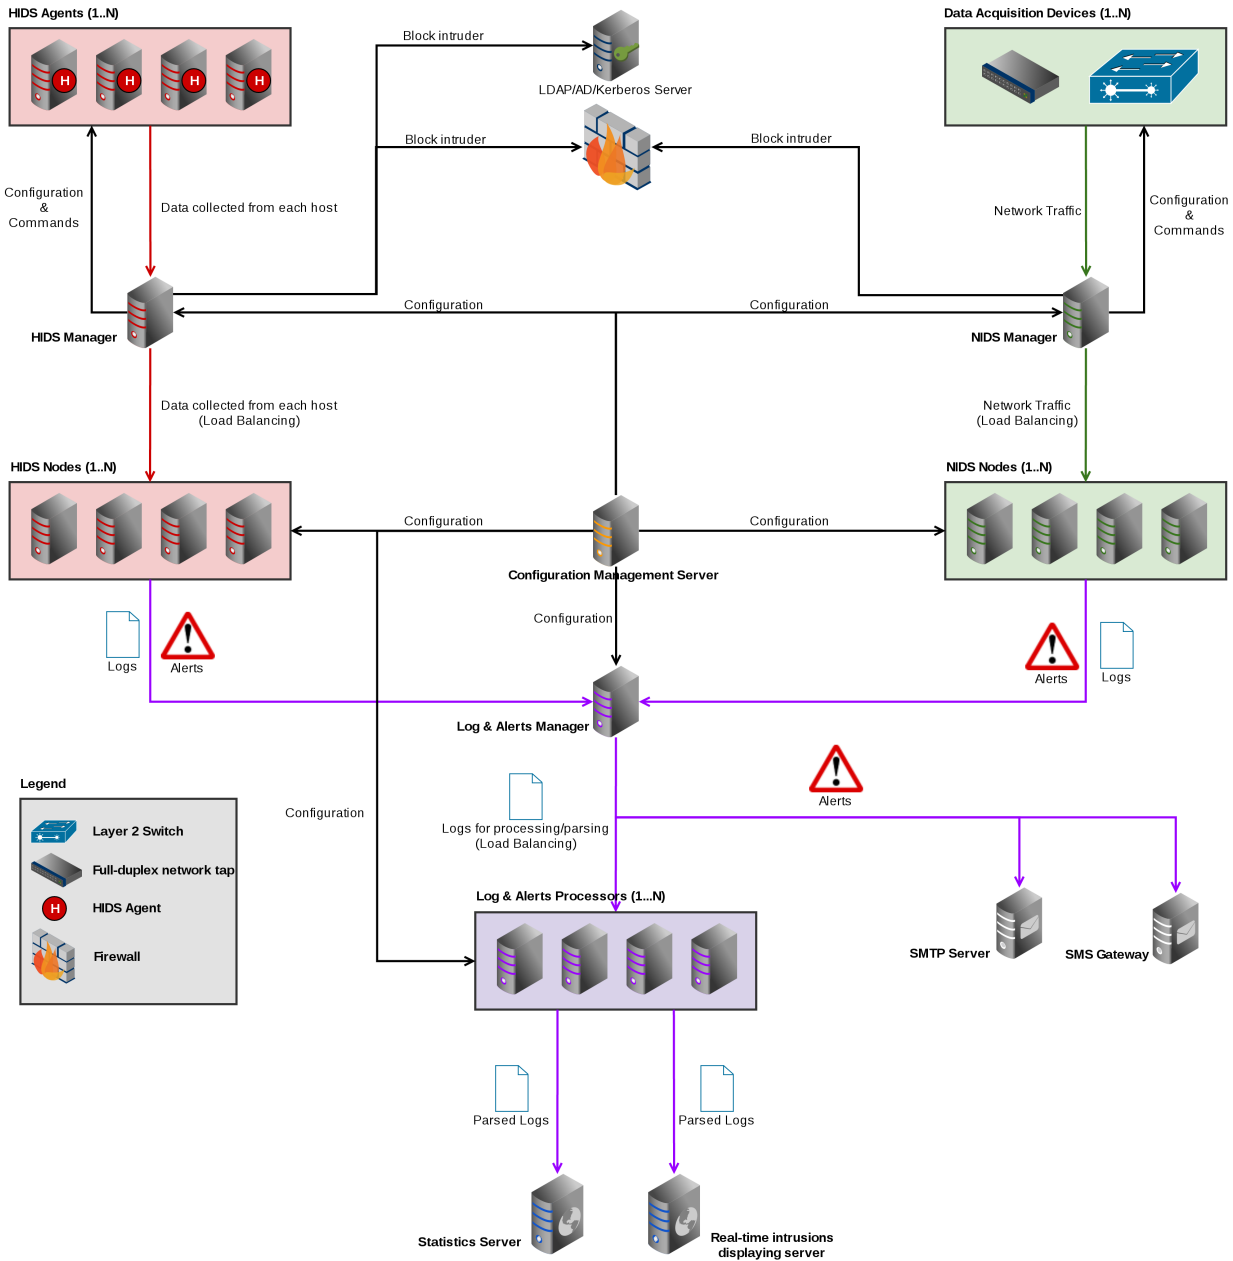 HIDS Agents (1..N)
Data Acquisition Devices (1..N)
H
H
H
H
Block intruder
LDAP/AD/Kerberos Server
Block intruder
Block intruder
Configuration
&
Commands
Data collected from each host
Network Traffic
Configuration
&
Commands
Configuration
Configuration
HIDS Manager
NIDS Manager
Data collected from each host
(Load Balancing)
Network Traffic
(Load Balancing)
HIDS Nodes (1..N)
NIDS Nodes (1..N)
Configuration
Configuration
Configuration Management Server
Configuration
Logs
Alerts
Alerts
Logs
Log & Alerts Manager
Alerts
Configuration
Logs for processing/parsing
(Load Balancing)
Legend
Layer 2 Switch
Full-duplex network tap
H
HIDS Agent
Firewall
Log & Alerts Processors (1...N)
SMTP Server
SMS Gateway
Parsed Logs
Parsed Logs
Statistics Server
Real-time intrusions
displaying server